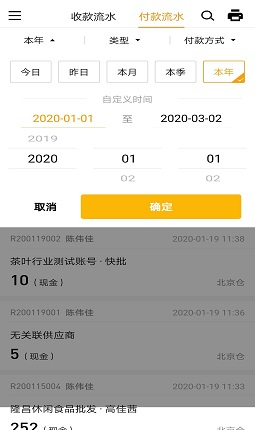 收款流水 付款流水
本年 类型 付款方式
今日 昨日 本月 本季 本年
自定义时间
2020-01-01 至 2020-03-02
2019
2020 01 01
02 02
取消 确定
R200119002 陈伟佳 2020-01-19 11:38
茶叶行业测试账号·快批
10(现金) 北京仓
R200119001 陈伟佳 2020-01-19 11:36
无关联供应商
5(现金) 北京仓
R200115004 陈伟佳 2020-01-19 11:33
隆昌休闲食品批发·高佳茜
312(现金) 北京仓